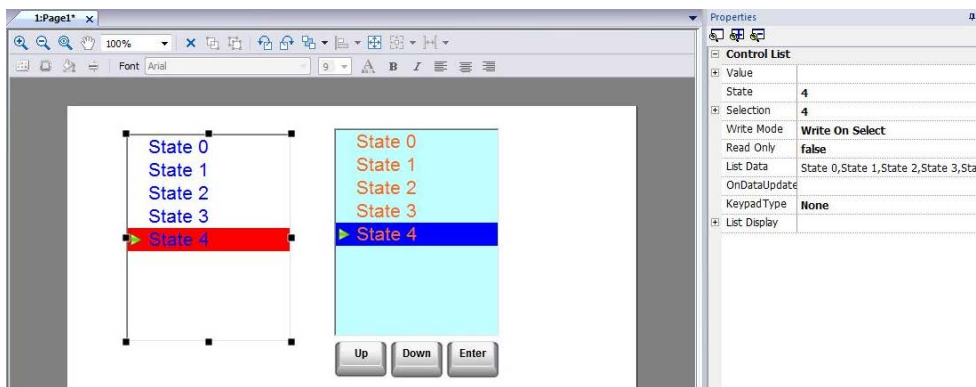 1:Page1*
100%
Font Arial 9 A B I
State 0
State 1
State 2
State 3
State 4
State 0
State 1
State 2
State 3
State 4
Up Down Enter
Properties
Control List
Value
State 4
Selection 4
Write Mode Write On Select
Read Only false
List Data State 0,State 1,State 2,State 3,Sta
OnDataUpdate
KeypadType None
List Display